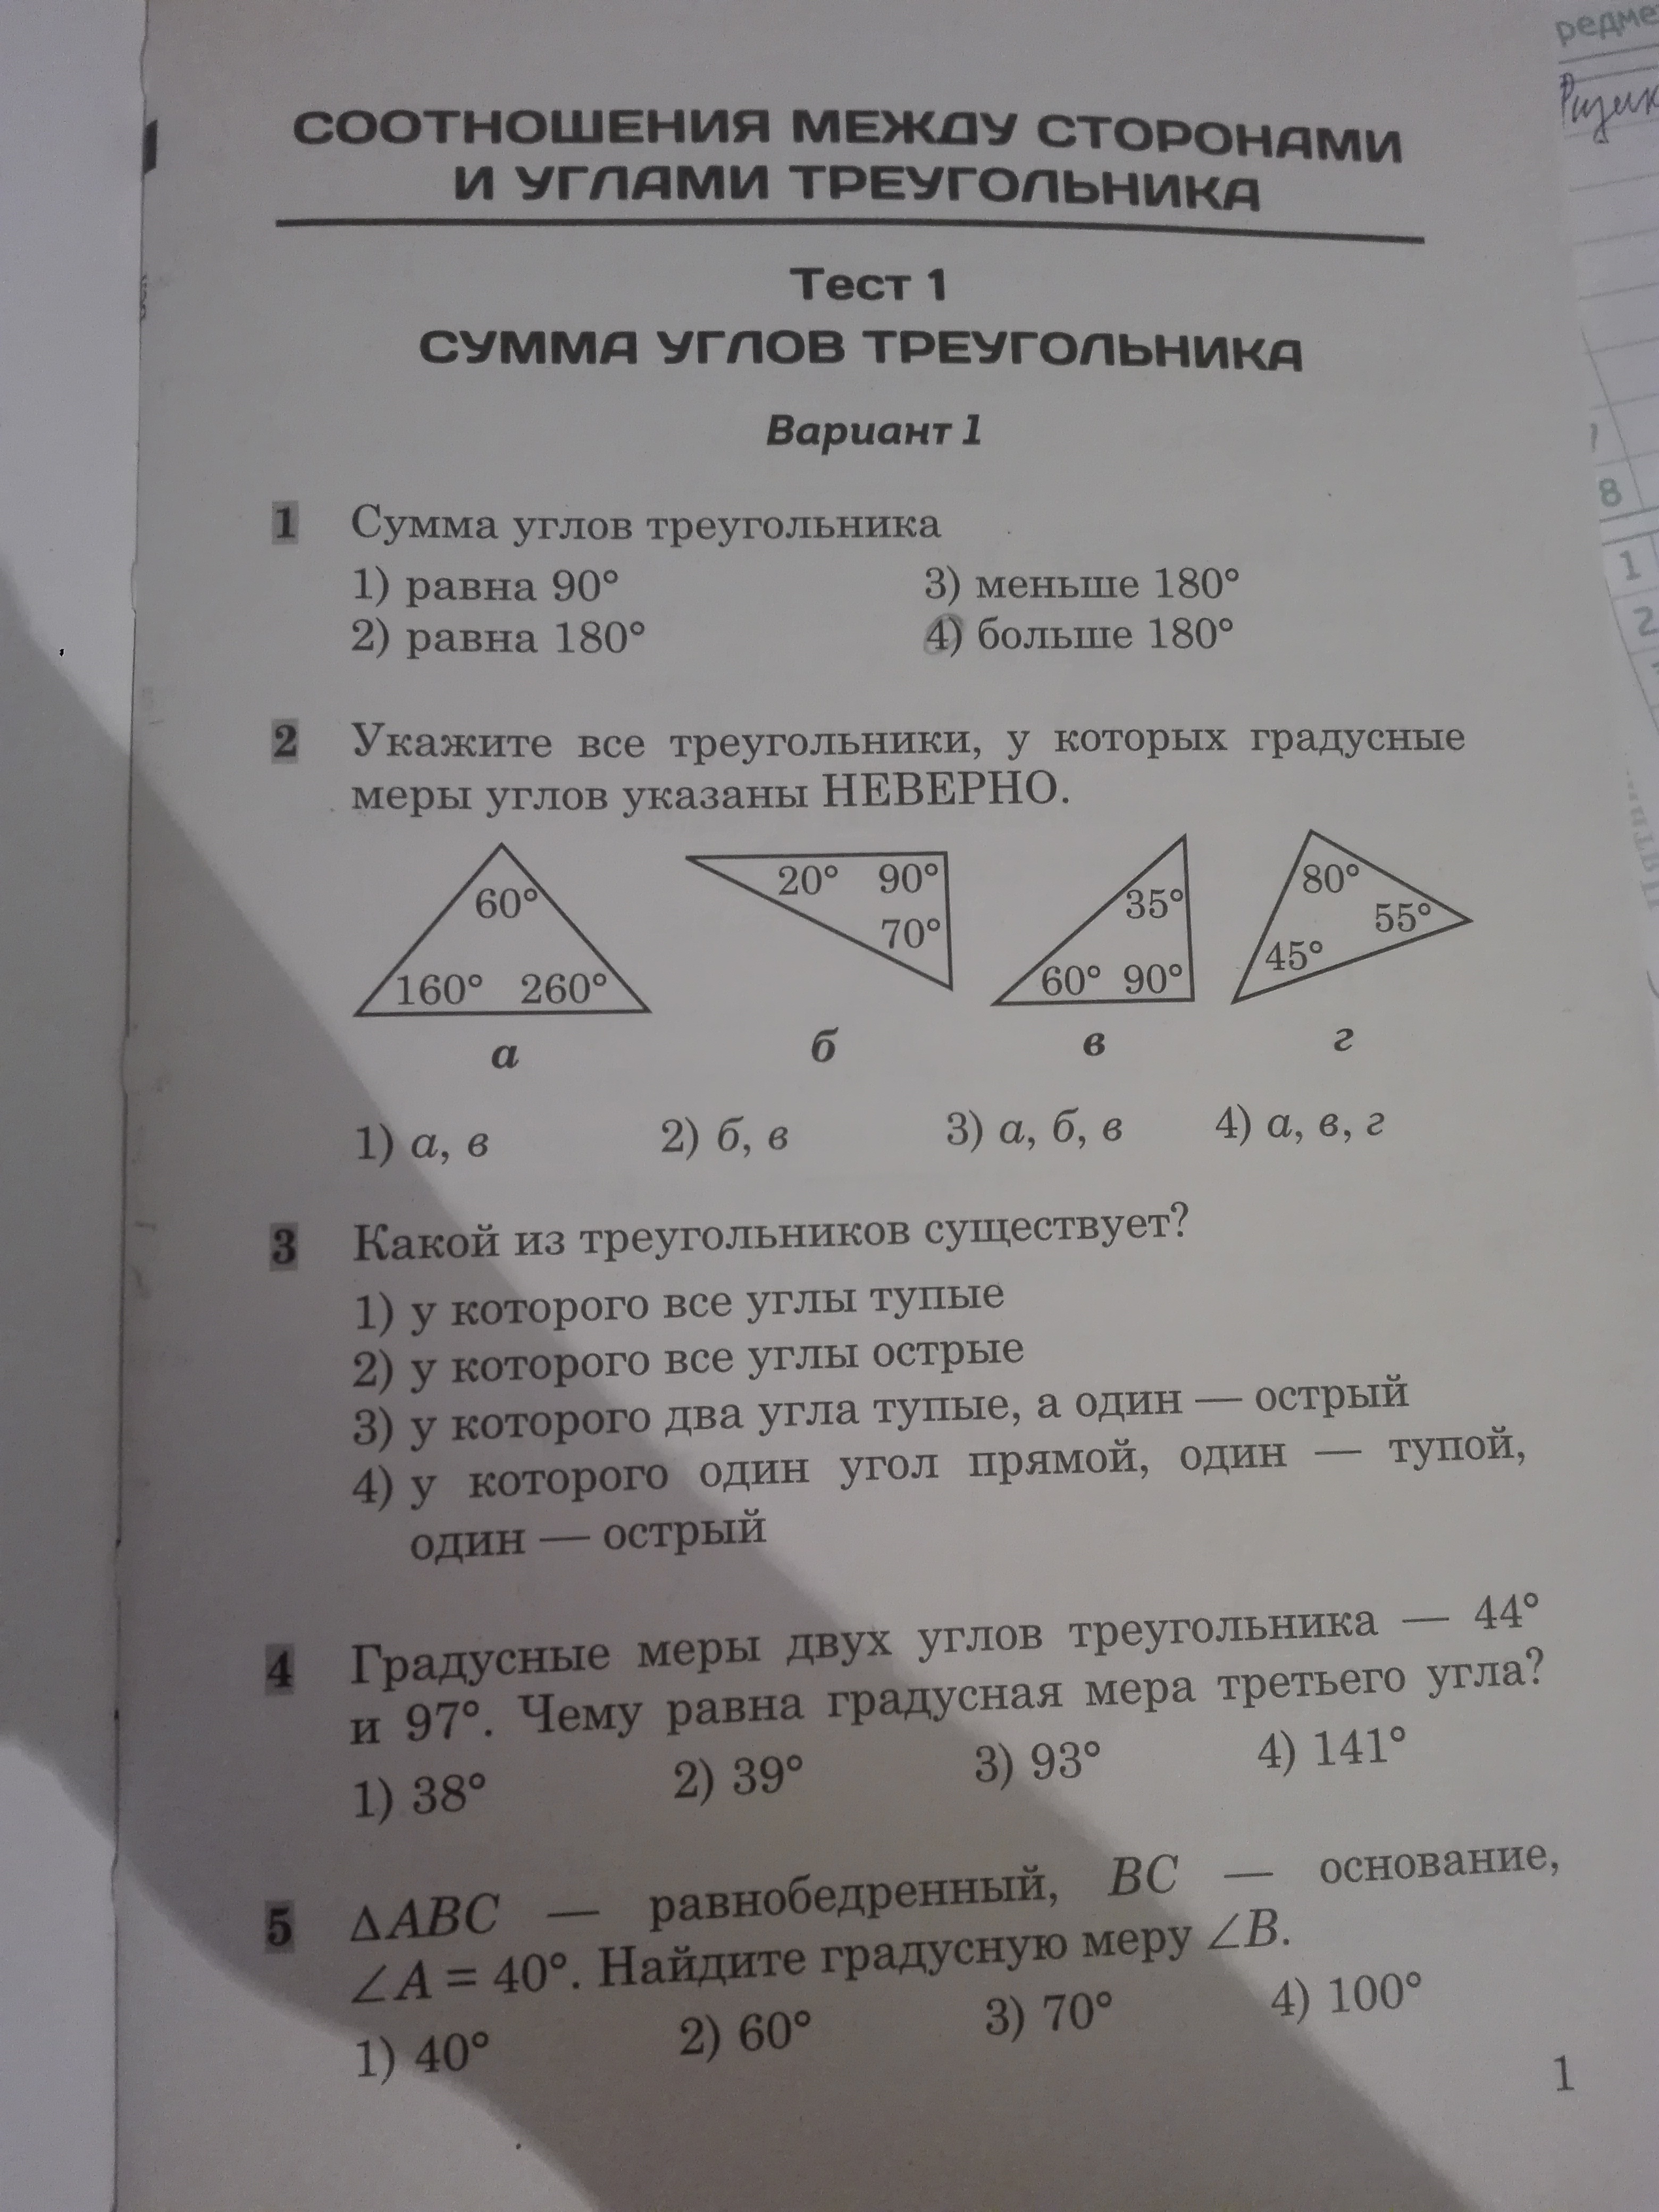 редме
СООТНОШЕНИЯ МЕЖДУ СТОРОНАМИ
И УГЛАМИ ТРЕУГОЛЬНИКА
Тест 1
СУММА УГЛОВ ТРЕУГОЛЬНИКА
Вариант 1
8
1
2
1 Сумма углов треугольника
1) равна 90° 3) меньше 180°
2) равна 180° 4) больше 180°
2 Укажите все треугольники, у которых градусные
меры углов указаны НЕВЕРНО.
60° 160° 260°
20° 90° 70°
35° 60° 90°
80° 55° 45°
а б в г
1) а, в 2) б, в 3) а, б, в 4) а, в, г
3 Какой из треугольников существует?
1) у которого все углы тупые
2) у которого все углы острые
3) у которого два угла тупые, а один — острый
4) у которого один угол прямой, один — тупой,
один — острый
4 Градусные меры двух углов треугольника — 44°
и 97°. Чему равна градусная мера третьего угла?
1) 38° 2) 39° 3) 93° 4) 141°
5 △ABC — равнобедренный, BC — основание,
∠A = 40°. Найдите градусную меру ∠B.
1) 40° 2) 60° 3) 70° 4) 100°
1